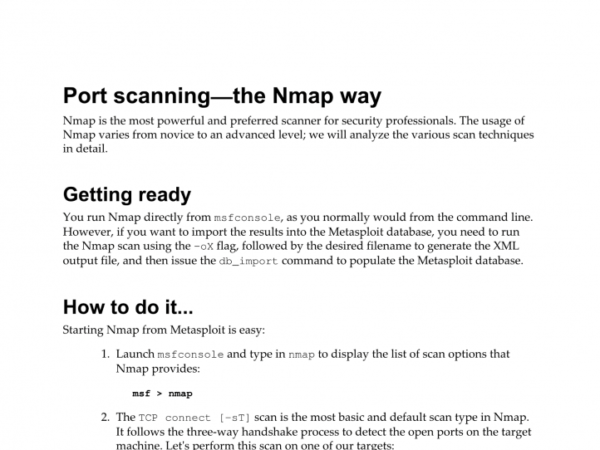 Port scanning—the Nmap way
Nmap is the most powerful and preferred scanner for security professionals. The usage of
Nmap varies from novice to an advanced level; we will analyze the various scan techniques
in detail.
Getting ready
You run Nmap directly from msfconsole, as you normally would from the command line.
However, if you want to import the results into the Metasploit database, you need to run
the Nmap scan using the -oX flag, followed by the desired filename to generate the XML
output file, and then issue the db_import command to populate the Metasploit database.
How to do it...
Starting Nmap from Metasploit is easy:
1. Launch msfconsole and type in nmap to display the list of scan options that
Nmap provides:
msf > nmap
2. The TCP connect [-sT] scan is the most basic and default scan type in Nmap.
It follows the three-way handshake process to detect the open ports on the target
machine. Let's perform this scan on one of our targets: